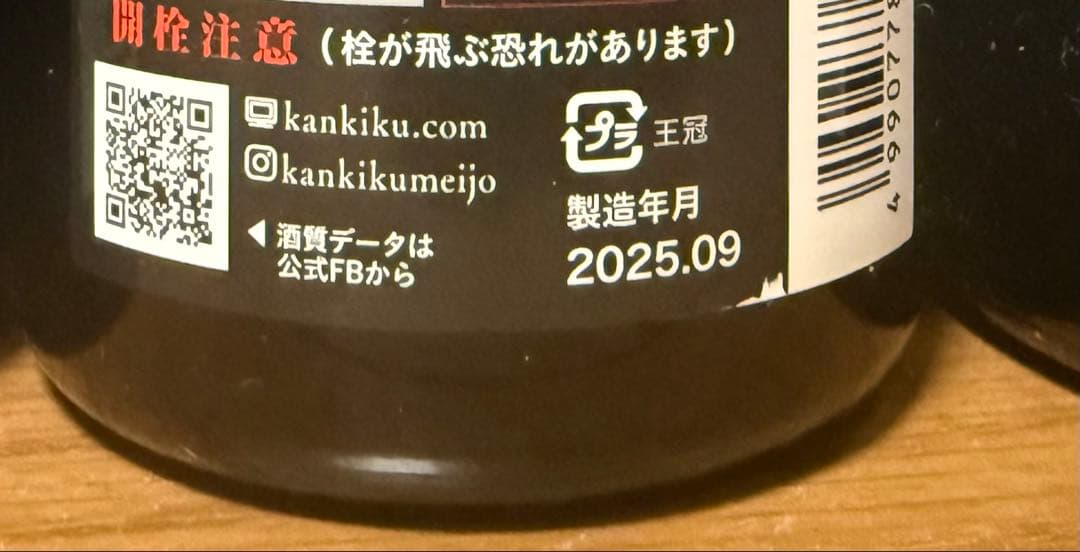 開栓注意(栓が飛ぶ恐れがあります)
kankiku.com
kankikumeijo
◀酒質データは
公式FBから
プラ 王冠
製造年月
2025.09